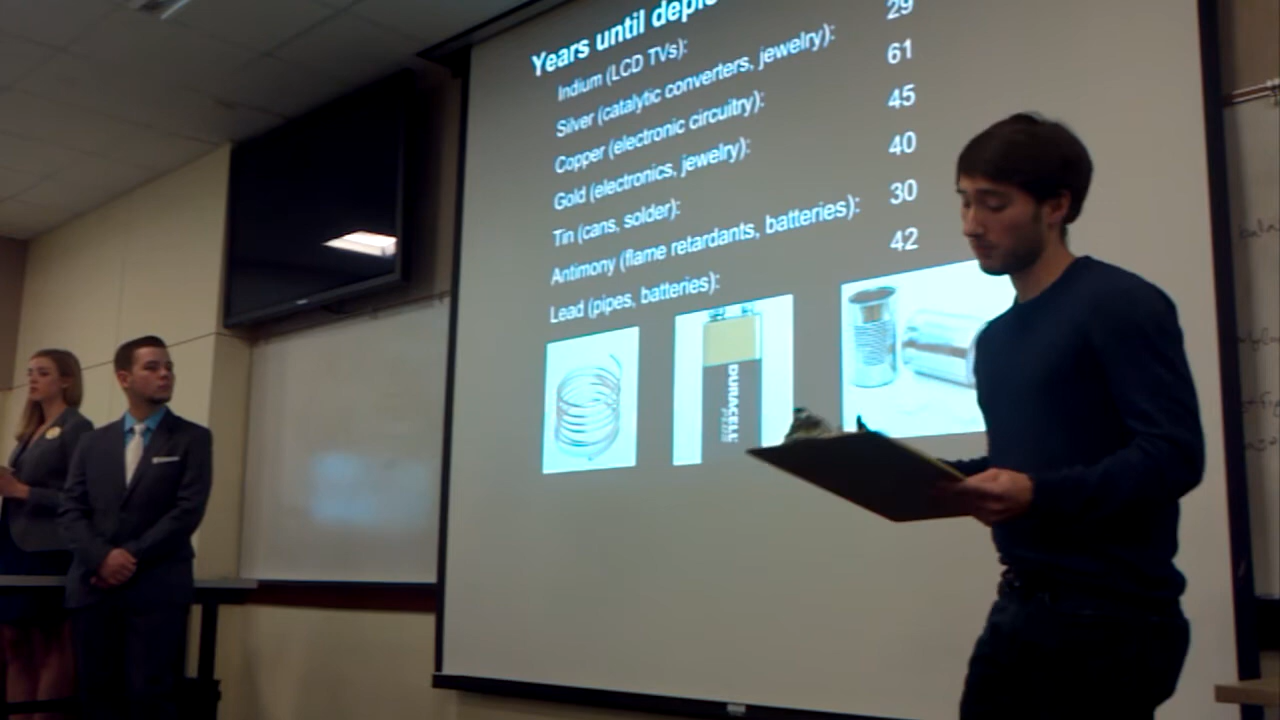 Years until
Indium (LCD TVs):
Silver (catalytic converters, jewelry): 29
Copper (electronic circuitry): 61
Gold (electronics, jewelry): 45
Tin (cans, solder): 40
Antimony (flame retardants, batteries): 30
Lead (pipes, batteries): 42
DURACELL